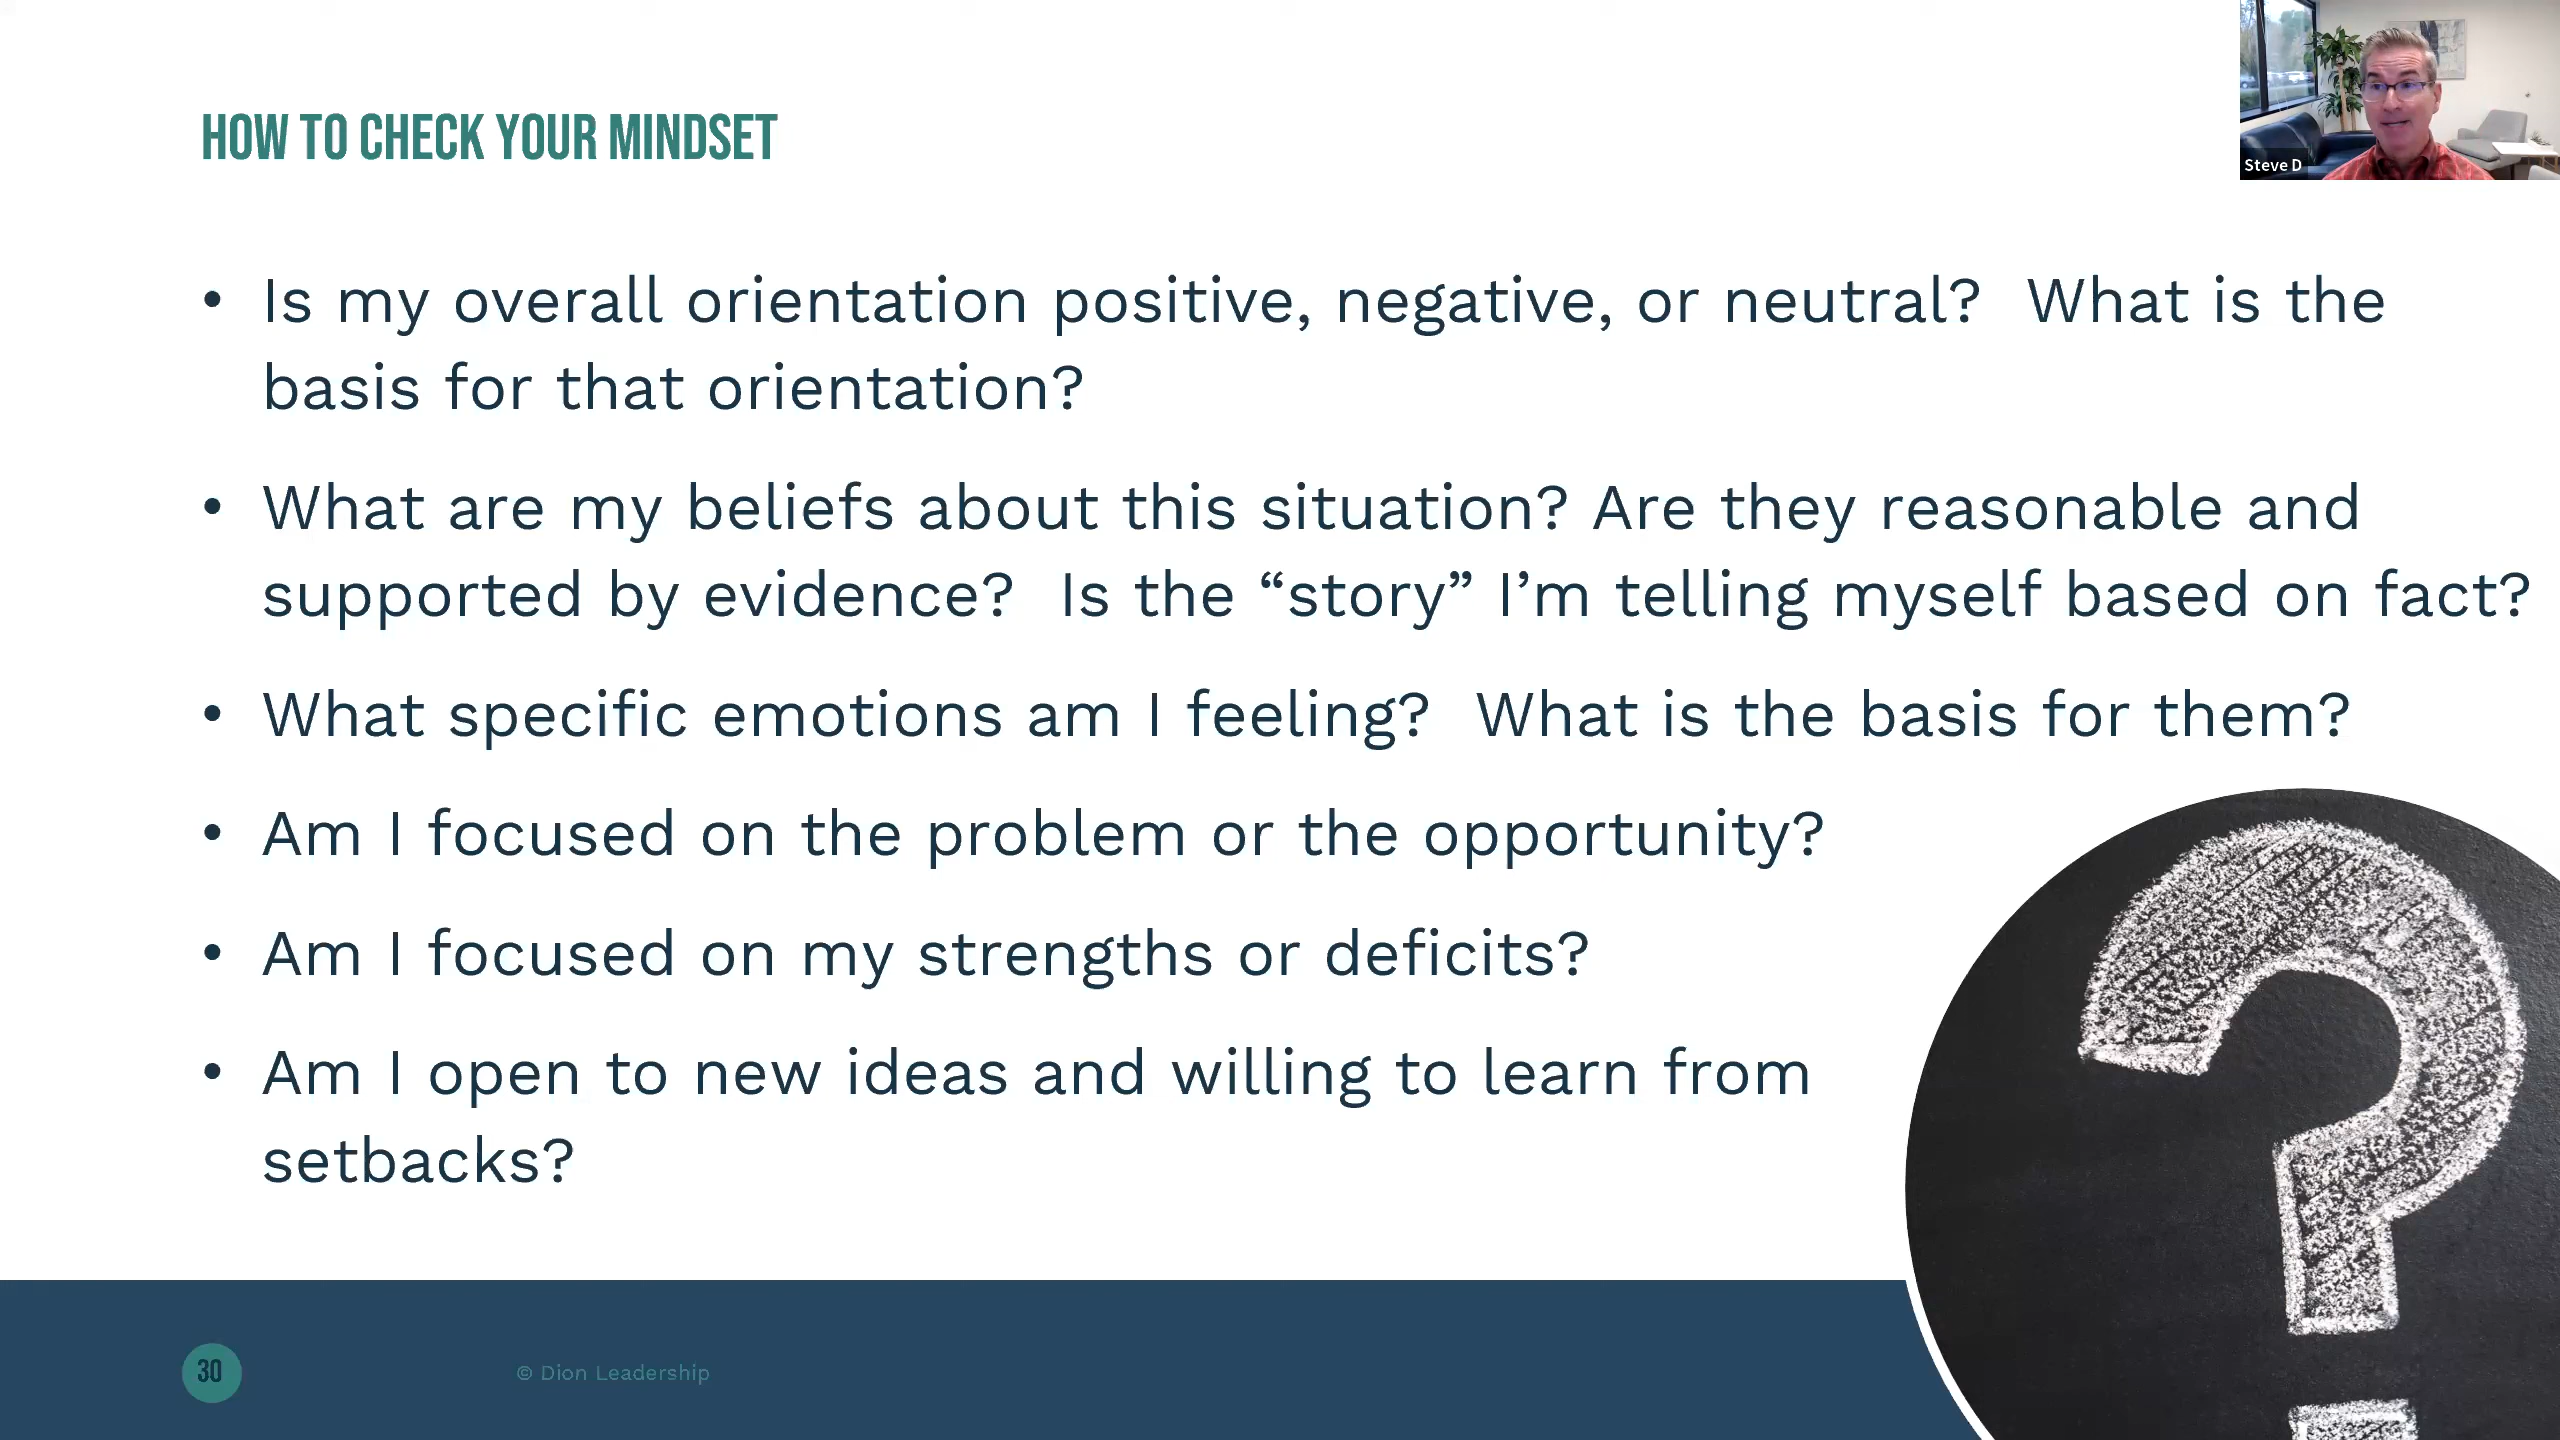 HOW TO CHECK YOUR MINDSET
Steve D
• Is my overall orientation positive, negative, or neutral?  What is the
basis for that orientation?
• What are my beliefs about this situation? Are they reasonable and
supported by evidence?  Is the “story” I’m telling myself based on fact?
• What specific emotions am I feeling?  What is the basis for them?
• Am I focused on the problem or the opportunity?
• Am I focused on my strengths or deficits?
• Am I open to new ideas and willing to learn from
setbacks?
?
30
© Dion Leadership